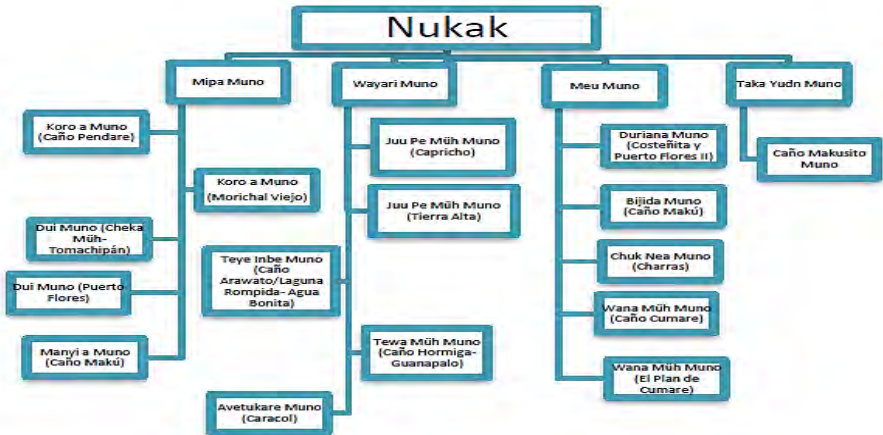 Nukak
Mipa Muno
Wayari Muno
Meu Muno
Taka Yudn Muno
Koro a Muno
(Caño Pendare)
Koro a Muno
(Morichal Viejo)
Dui Muno (Cheka
Müh-
Tomachipán)
Dui Muno (Puerto
Flores)
Manyi a Muno
(Caño Makú)
Juu Pe Müh Muno
(Capricho)
Juu Pe Müh Muno
(Tierra Alta)
Teye Inbe Muno
(Caño
Arawato/Laguna
Rompida- Agua
Bonita)
Tewa Müh Muno
(Caño Hormiga-
Guanapalo)
Avetukare Muno
(Caracol)
Duriana Muno
(Costeñita y
Puerto Flores II)
Bijida Muno
(Caño Makú)
Chuk Nea Muno
(Charras)
Wana Müh Muno
(Caño Cumare)
Wana Müh Muno
(El Plan de
Cumare)
Caño Makusito
Muno